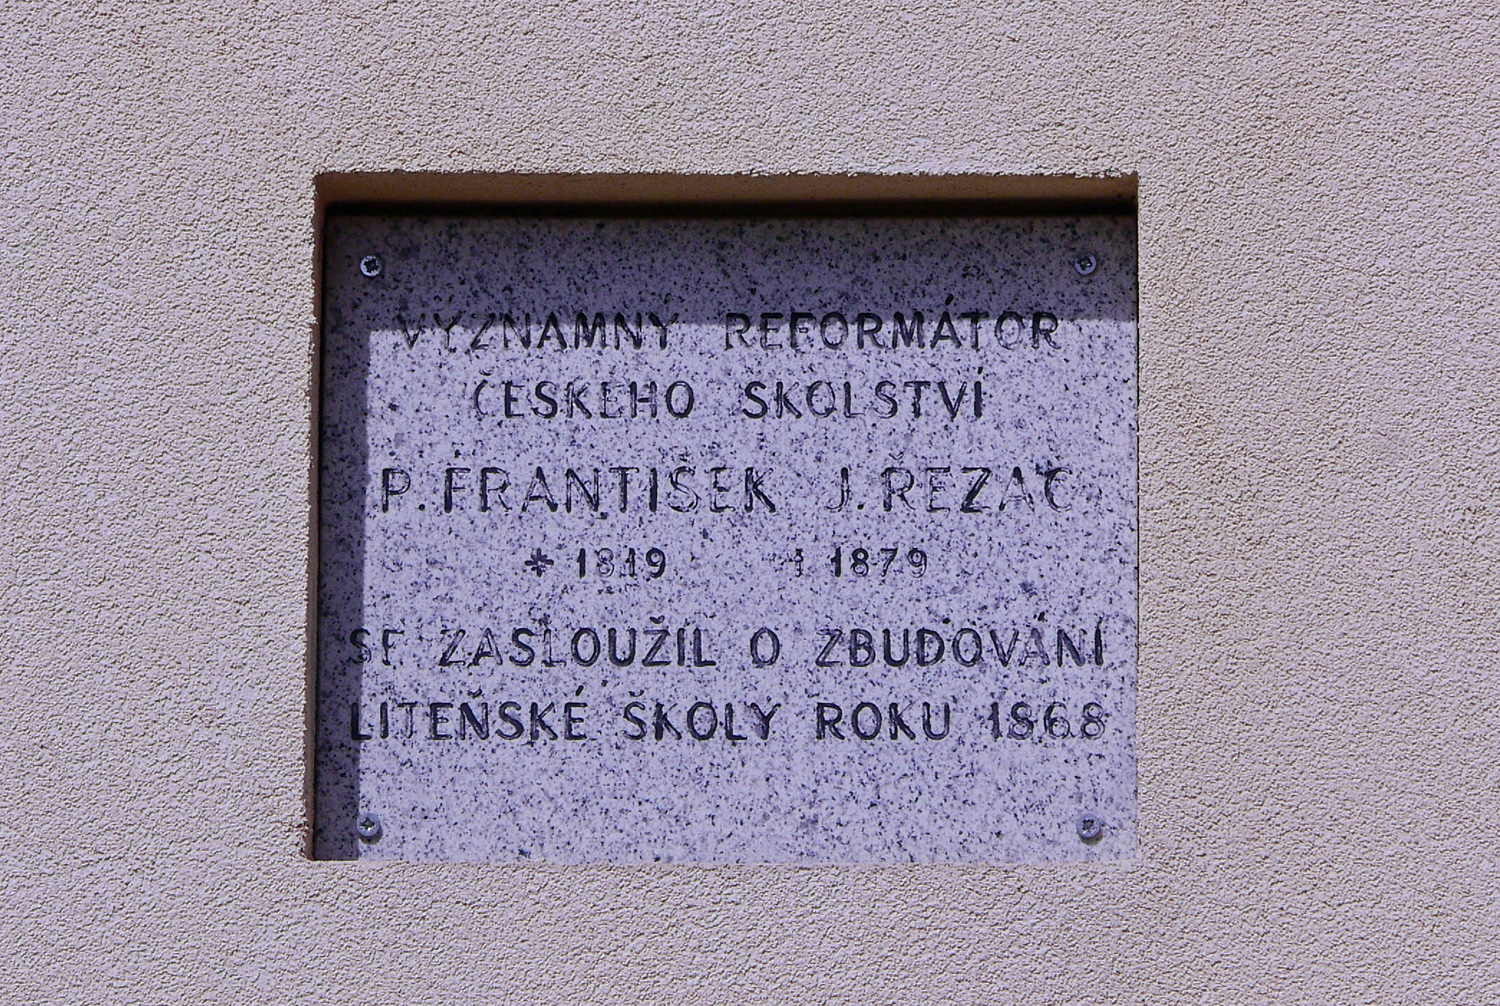 VÝZNAMNÝ REFORMÁTOR
ČESKÉHO ŠKOLSTVÍ
P. FRANTIŠEK J. ŘEZÁČ
* 1819 † 1879
SE ZASLOUŽIL O ZBUDOVÁNÍ
LITEŇSKÉ ŠKOLY ROKU 1868